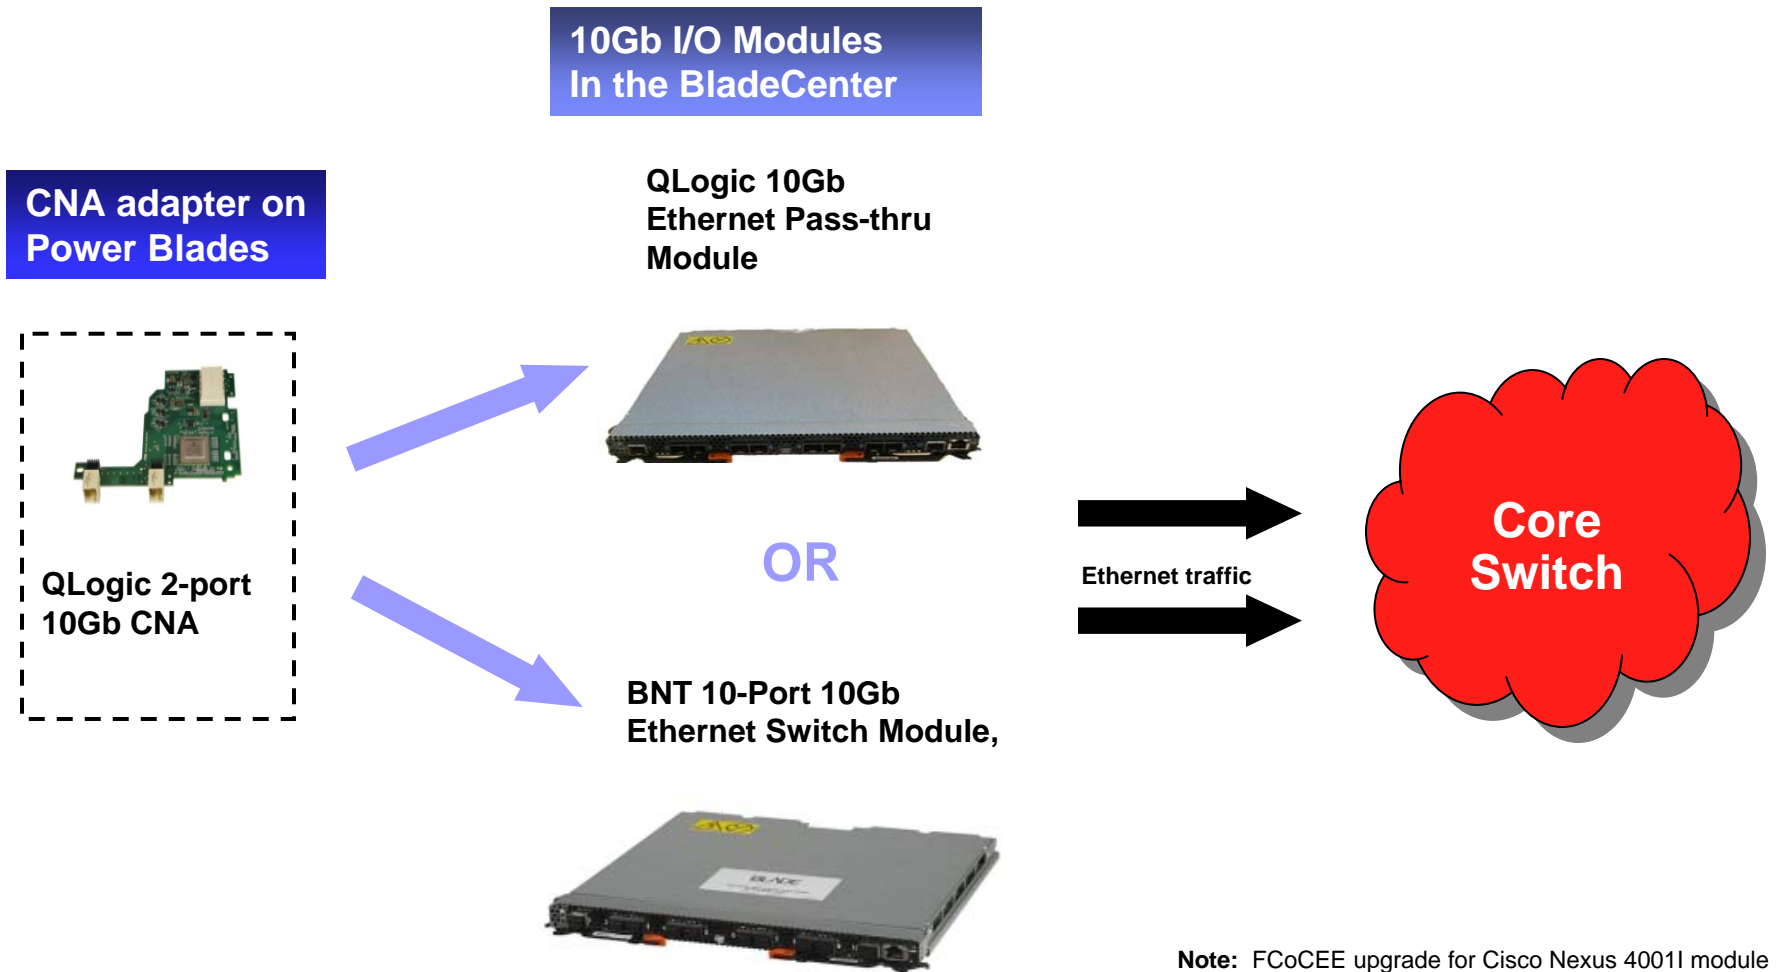 10Gb I/O Modules
In the BladeCenter
CNA adapter on
Power Blades
QLogic 10Gb
Ethernet Pass-thru
Module
QLogic 2-port
10Gb CNA
OR
Ethernet traffic
Core
Switch
BNT 10-Port 10Gb
Ethernet Switch Module,
BLADE
Note: FCoCEE upgrade for Cisco Nexus 4001I module